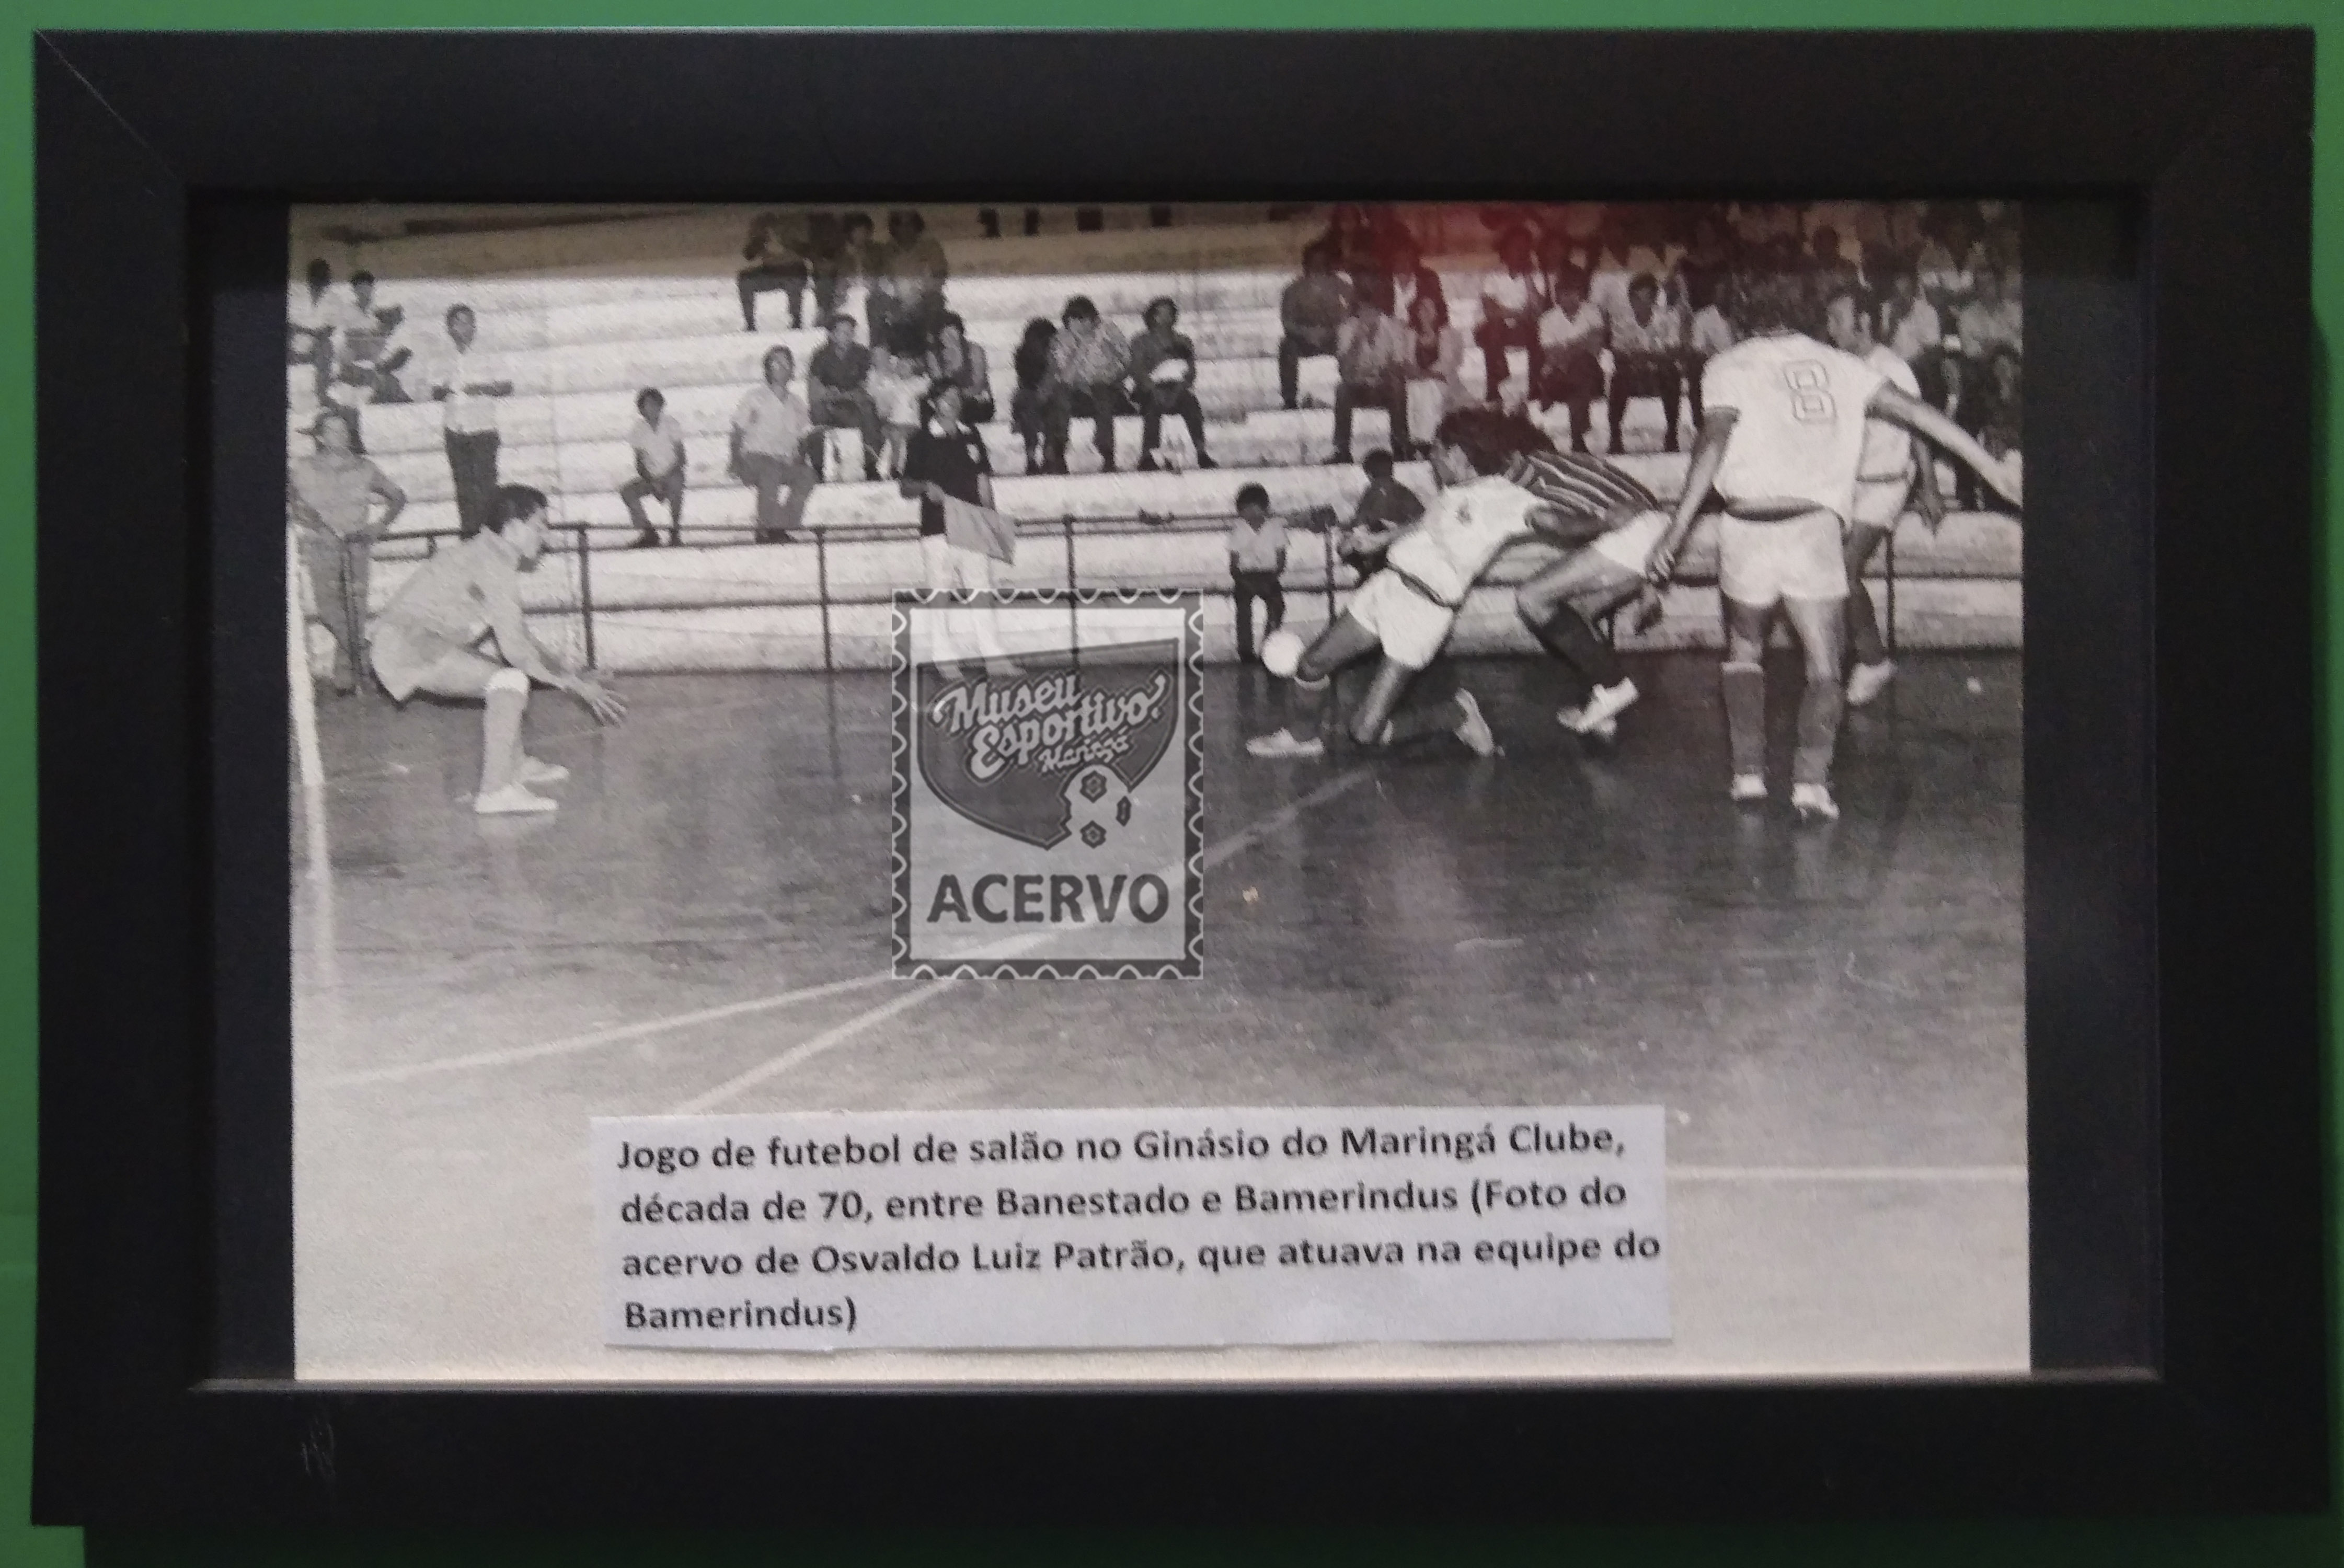 8
Museu
Esportivo
Maringá
ACERVO
Jogo de futebol de salão no Ginásio do Maringá Clube,
década de 70, entre Banestado e Bamerindus (Foto do
acervo de Osvaldo Luiz Patrão, que atuava na equipe do
Bamerindus)